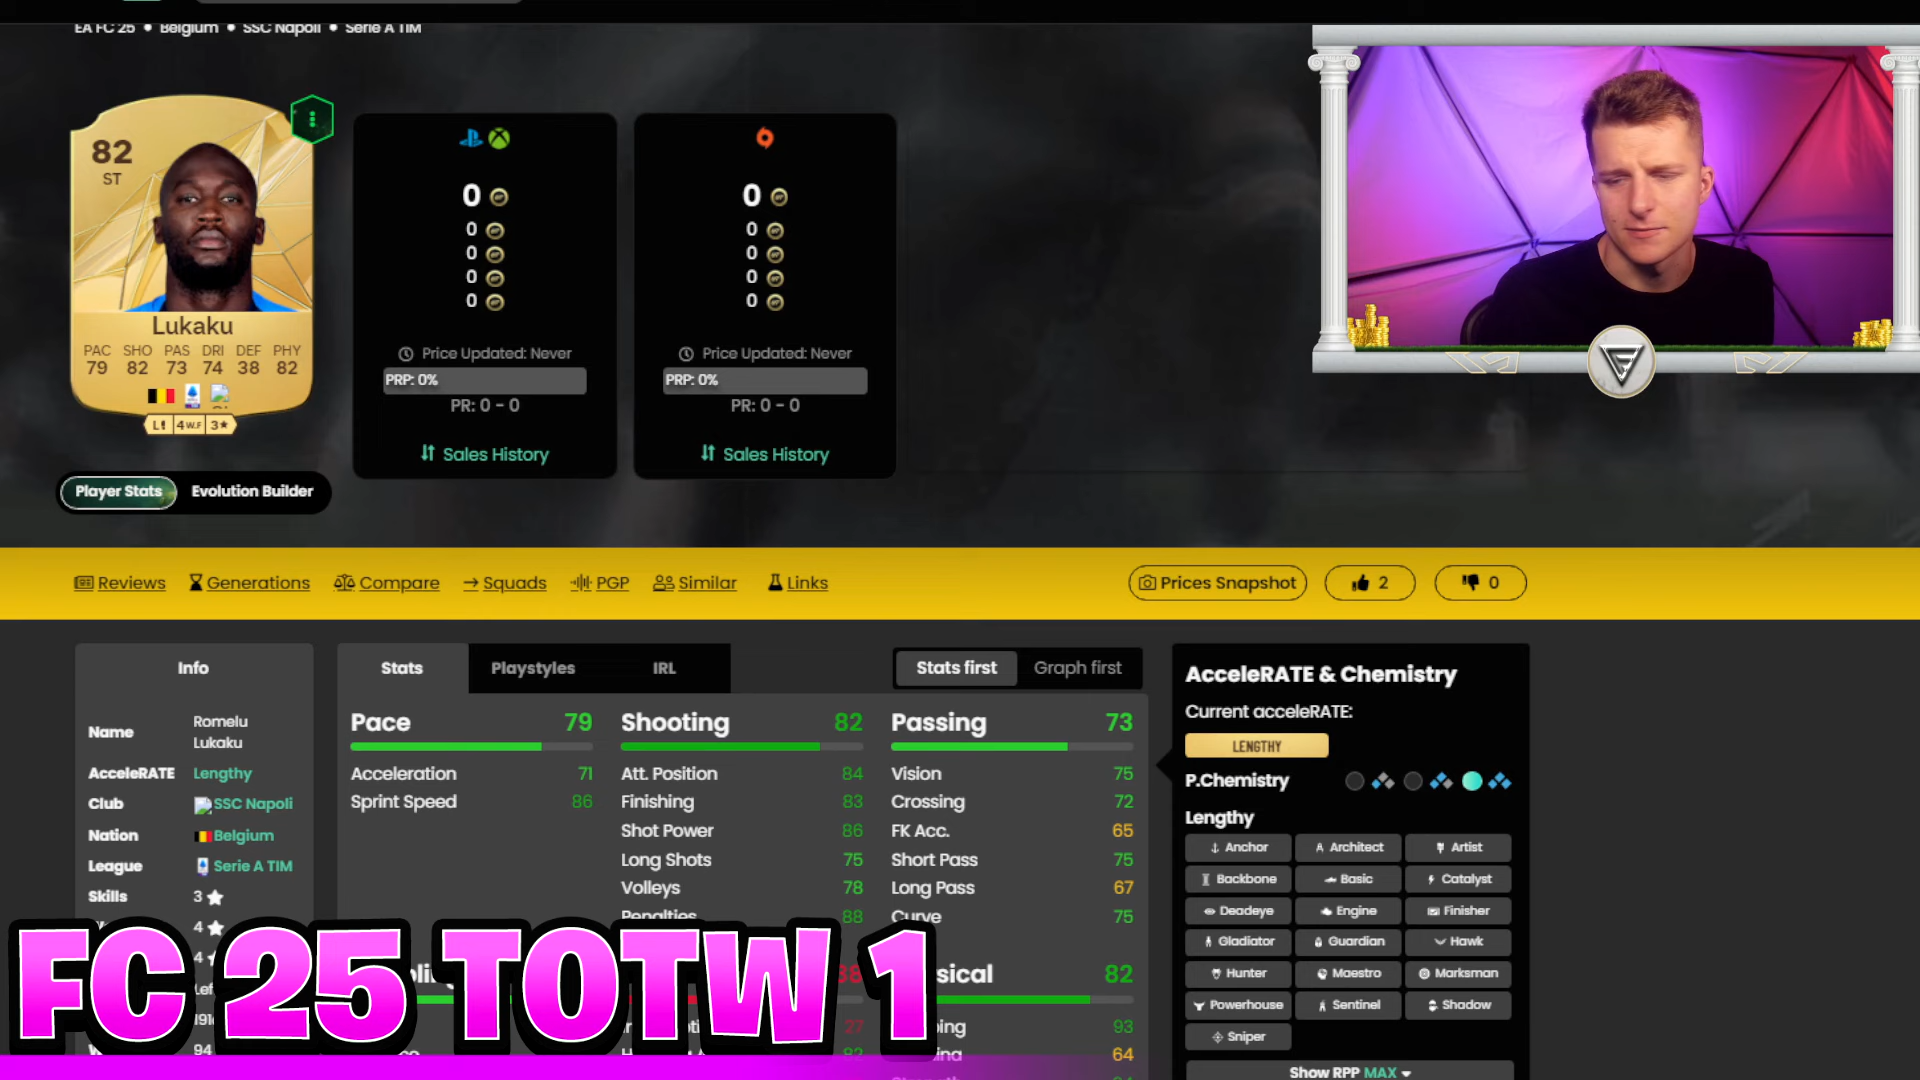 EA FC 25 • Belgium • SSC Napoli • Serie A TIM
82
ST
Lukaku
PAC SHO PAS DRI DEF PHY
79 82 73 74 38 82
L 4 W.F 3★
0
0
0
0
0
Price Updated: Never
PRP: 0%
PR: 0 - 0
Sales History
0
0
0
0
0
Price Updated: Never
PRP: 0%
PR: 0 - 0
Sales History
Player Stats Evolution Builder
Reviews Generations Compare Squads PGP Similar Links
Prices Snapshot 2 0
Info
Name Romelu Lukaku
AcceleRATE Lengthy
Club SSC Napoli
Nation Belgium
League Serie A TIM
Skills 3 ★
4 ★
Stats Playstyles IRL
Stats first Graph first
Pace 79
Acceleration 71
Sprint Speed 86
Shooting 82
Att. Position 84
Finishing 83
Shot Power 86
Long Shots 75
Volleys 78
Penalties 88
Passing 73
Vision 75
Crossing 72
FK Acc. 65
Short Pass 75
Long Pass 67
Curve 75
82
27
93
64
AcceleRATE & Chemistry
Current acceleRATE:
LENGTHY
P.Chemistry
Lengthy
Anchor Architect Artist
Backbone Basic Catalyst
Deadeye Engine Finisher
Gladiator Guardian Hawk
Hunter Maestro Marksman
Powerhouse Sentinel Shadow
Sniper
Show RPP MAX
FC 25 TOTW 1